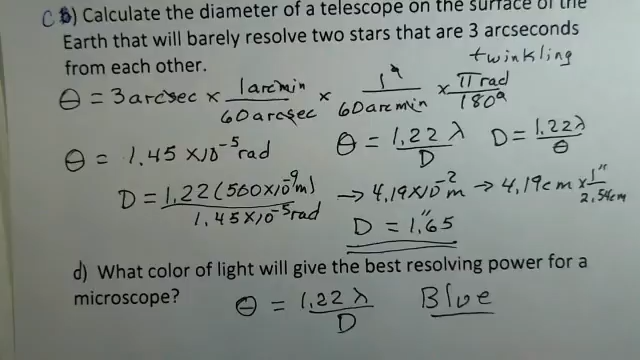 c b) Calculate the diameter of a telescope on the surface of the
Earth that will barely resolve two stars that are 3 arcseconds
from each other.
twinkling
θ = 3 arcsec × 1 arcmin / 60 arcsec × 1° / 60 arcmin × π rad / 180°
θ = 1.45 × 10⁻⁵ rad
θ = 1.22 λ / D
D = 1.22 λ / θ
D = 1.22 (560 × 10⁻⁹ m) / 1.45 × 10⁻⁵ rad → 4.19 × 10⁻² m → 4.19 cm × 1" / 2.54 cm
D = 1."65
d) What color of light will give the best resolving power for a
microscope?
θ = 1.22 λ / D
Blue